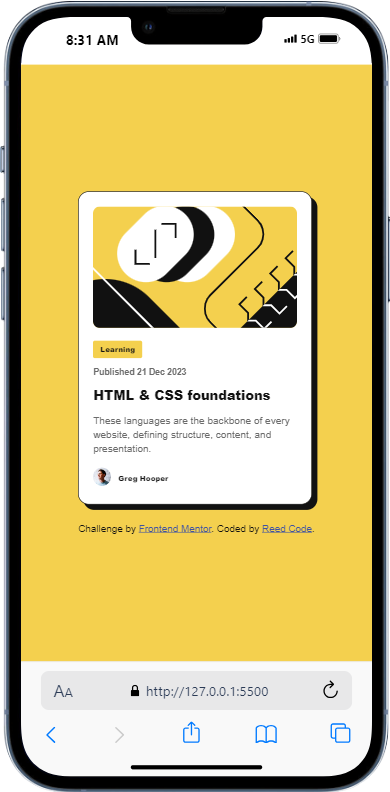 8:31 AM
5G
Learning
Published 21 Dec 2023
HTML & CSS foundations
These languages are the backbone of every
website, defining structure, content, and
presentation.
Greg Hooper
Challenge by Frontend Mentor. Coded by Reed Code.
AA
http://127.0.0.1:5500